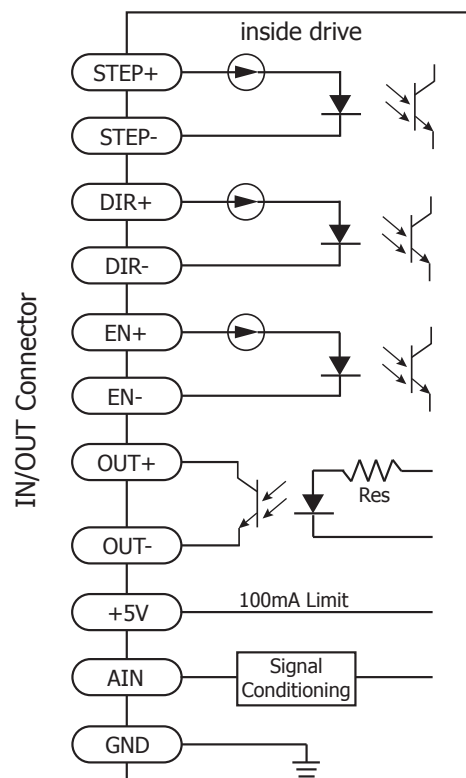 inside drive
STEP+
STEP-
DIR+
DIR-
IN/OUT Connector
EN+
EN-
OUT+
Res
OUT-
+5V
100mA Limit
AIN
Signal
Conditioning
GND